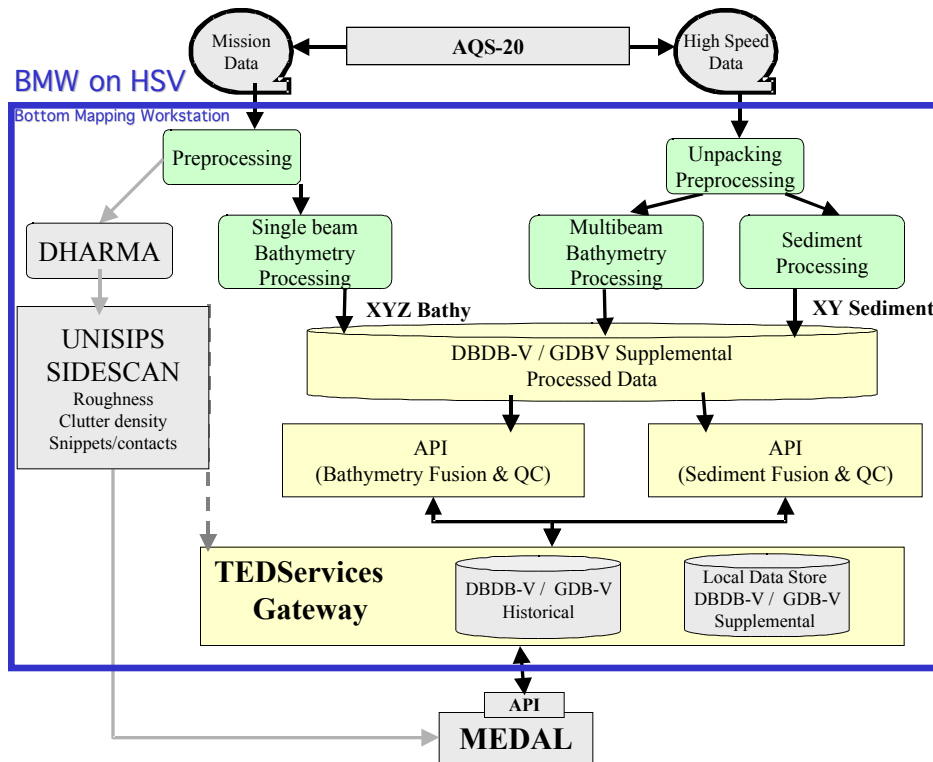 Mission
Data
AQS-20
High Speed
Data
BMW on HSV
Bottom Mapping Workstation
Preprocessing
Unpacking
Preprocessing
DHARMA
Single beam
Bathymetry
Processing
Multibeam
Bathymetry
Processing
Sediment
Processing
XYZ Bathy
XY Sediment
UNISIPS
SIDESCAN
Roughness
Clutter density
Snippets/contacts
DBDB-V / GDBV Supplemental
Processed Data
API
(Bathymetry Fusion & QC)
API
(Sediment Fusion & QC)
TEDServices
Gateway
DBDB-V / GDB-V
Historical
Local Data Store
DBDB-V / GDB-V
Supplemental
API
MEDAL